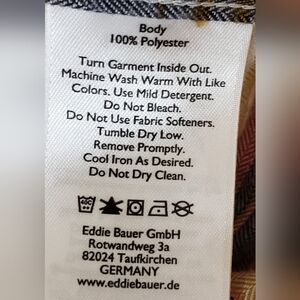 Body
100% Polyester
Turn Garment Inside Out.
Machine Wash Warm With Like
Colors. Use Mild Detergent.
Do Not Bleach.
Do Not Use Fabric Softeners.
Tumble Dry Low.
Remove Promptly.
Cool Iron As Desired.
Do Not Dry Clean.
Eddie Bauer GmbH
Rotwandweg 3a
82024 Taufkirchen
GERMANY
www.eddiebauer.de